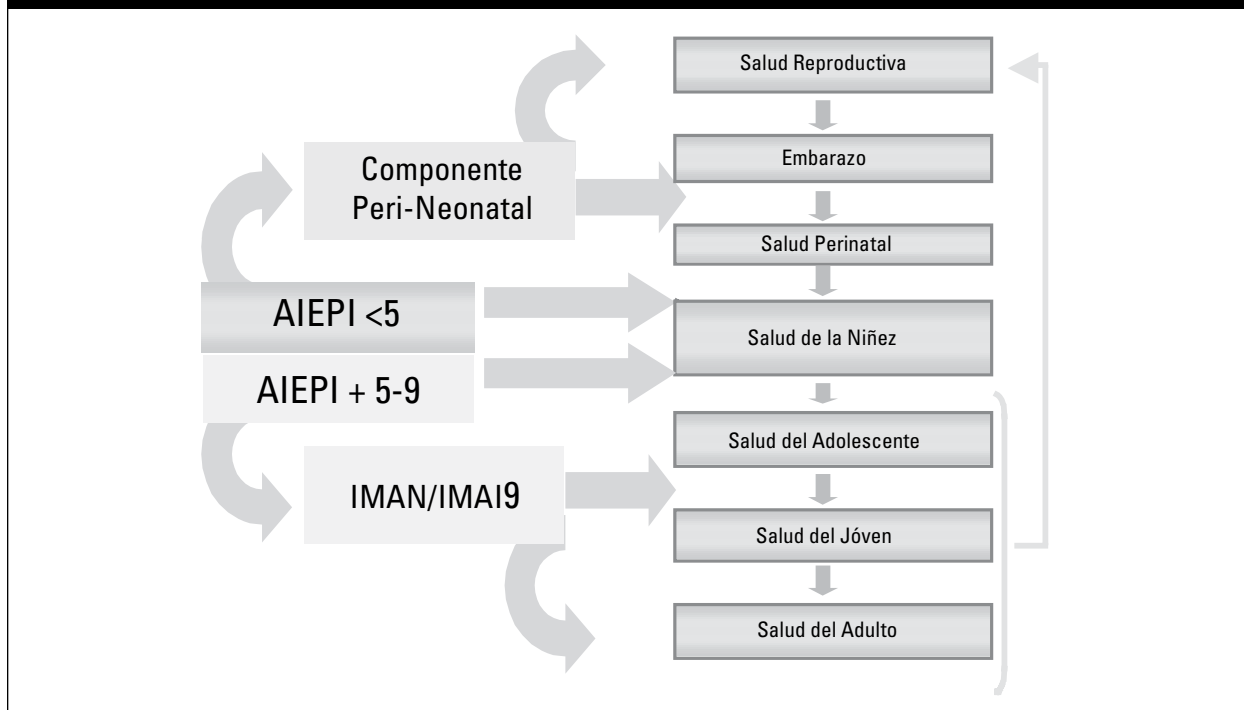 Salud Reproductiva
Embarazo
Salud Perinatal
Salud de la Niñez
Salud del Adolescente
Salud del Jóven
Salud del Adulto
Componente
Peri-Neonatal
AIEPI <5
AIEPI + 5-9
IMAN/IMAI9